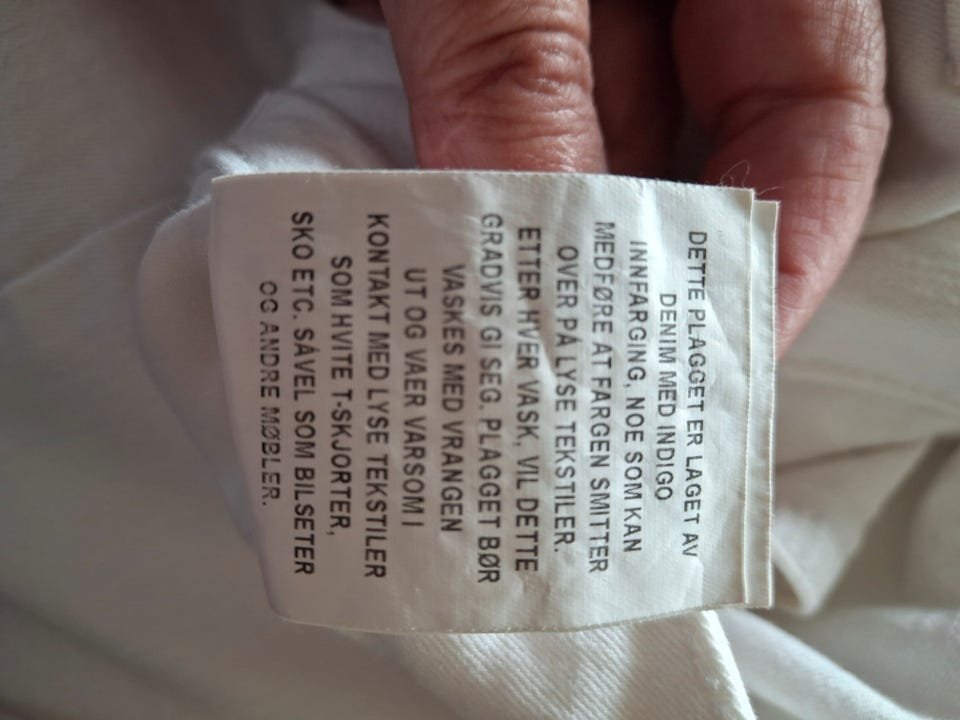 DETTE PLAGGET ER LAGET AV
DENIM MED INDIGO
INNFARGING, NOE SOM KAN
MEDFØRE AT FARGEN SMITTER
OVER PÅ LYSE TEKSTILER.
ETTER HVER VASK, VIL DETTE
GRADVIS GI SEG. PLAGGET BØR
VASKES MED VRANGEN
UT OG VAER VARSOM I
KONTAKT MED LYSE TEKSTILER
SOM HVITE T-SKJORTER,
SKO ETC. SÅVEL SOM BILSETER
OG ANDRE MØBLER.